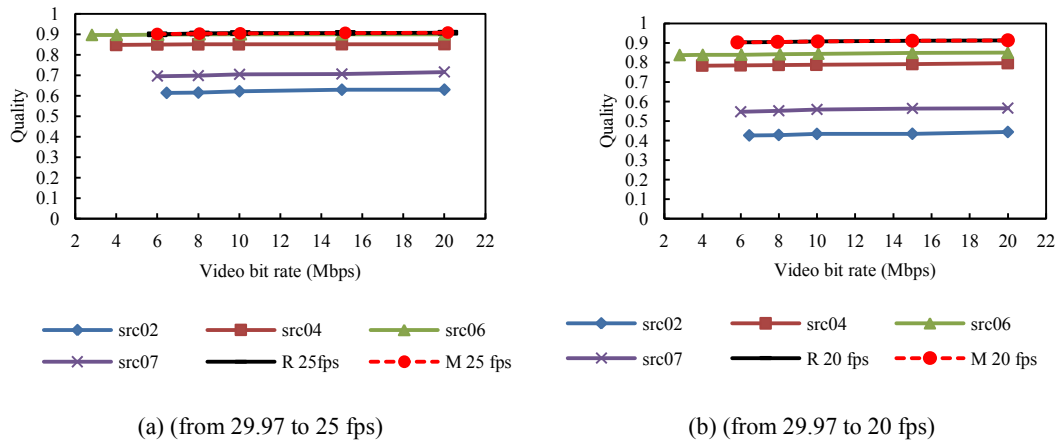 1
0.9
0.8
0.7
0.6
0.5
0.4
0.3
0.2
0.1
0
Quality
2 4 6 8 10 12 14 16 18 20 22
Video bit rate (Mbps)
src02 src04 src06
src07 R 25fps M 25 fps
(a) (from 29.97 to 25 fps)
1
0.9
0.8
0.7
0.6
0.5
0.4
0.3
0.2
0.1
0
Quality
2 4 6 8 10 12 14 16 18 20 22
Video bit rate (Mbps)
src02 src04 src06
src07 R 20 fps M 20 fps
(b) (from 29.97 to 20 fps)